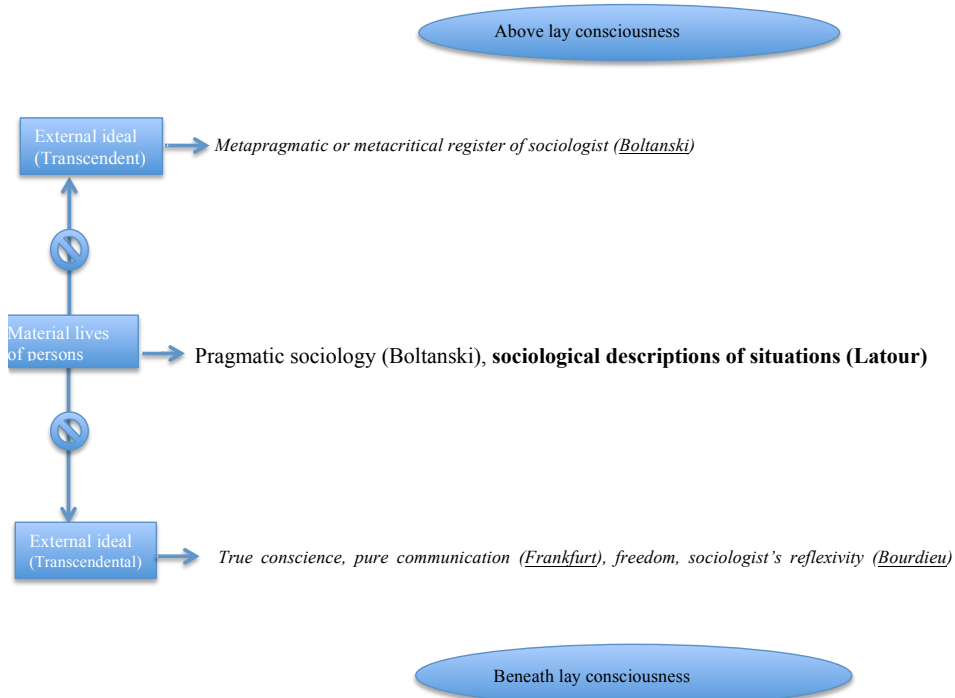 Above lay consciousness
External ideal
(Transcendent)
Metapragmatic or metacritical register of sociologist (Boltanski)
Material lives
of persons
Pragmatic sociology (Boltanski), sociological descriptions of situations (Latour)
External ideal
(Transcendental)
True conscience, pure communication (Frankfurt), freedom, sociologist's reflexivity (Bourdieu)
Beneath lay consciousness